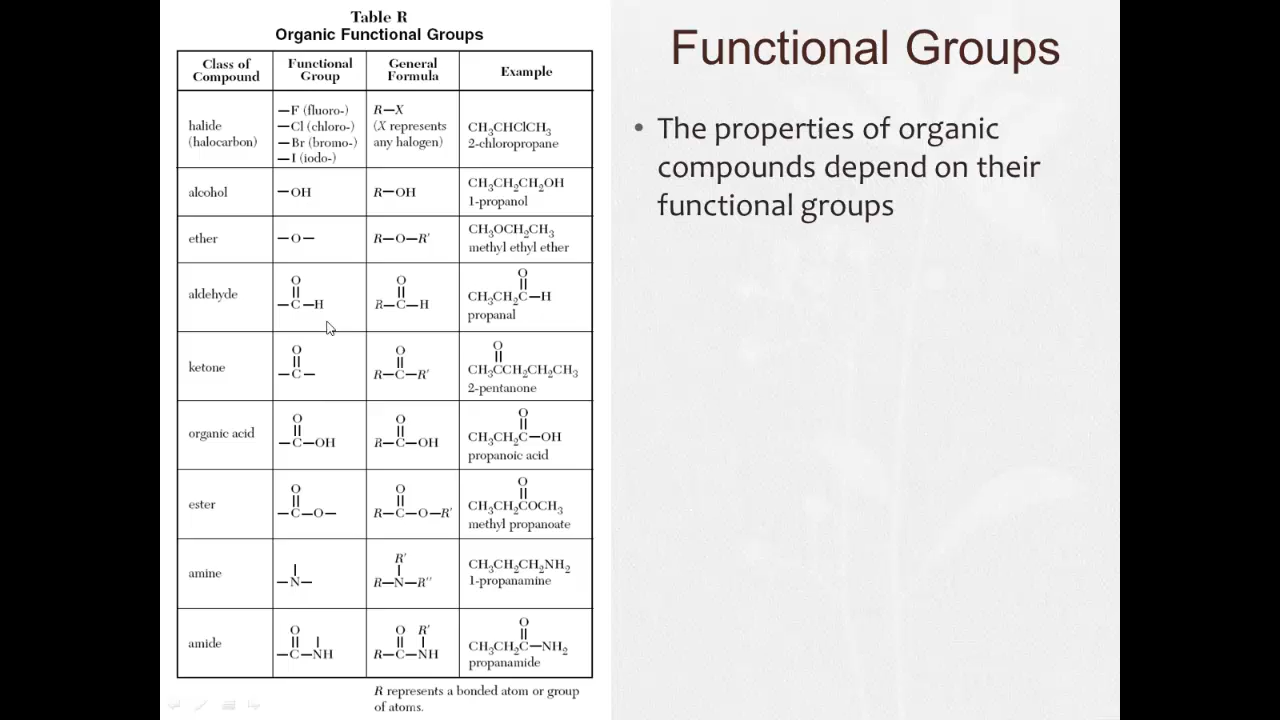 Table R
Organic Functional Groups
Class of Compound
Functional Group
General Formula
Example
halide (halocarbon)
—F (fluoro-)
—Cl (chloro-)
—Br (bromo-)
—I (iodo-)
R—X
(X represents any halogen)
CH₃CHClCH₃
2-chloropropane
alcohol
—OH
R—OH
CH₃CH₂CH₂OH
1-propanol
ether
—O—
R—O—R′
CH₃OCH₂CH₃
methyl ethyl ether
aldehyde
O
||
—C—H
O
||
R—C—H
O
||
CH₃CH₂C—H
propanal
ketone
O
||
—C—
O
||
R—C—R′
O
||
CH₃CCH₂CH₂CH₃
2-pentanone
organic acid
O
||
—C—OH
O
||
R—C—OH
O
||
CH₃CH₂C—OH
propanoic acid
ester
O
||
—C—O—
O
||
R—C—O—R′
O
||
CH₃CH₂COCH₃
methyl propanoate
amine
|
—N—
R′
|
R—N—R″
CH₃CH₂CH₂NH₂
1-propanamine
amide
O
|| |
—C—NH
O R′
|| |
R—C—NH
O
||
CH₃CH₂C—NH₂
propanamide
R represents a bonded atom or group
of atoms.
Functional Groups
• The properties of organic
compounds depend on their
functional groups